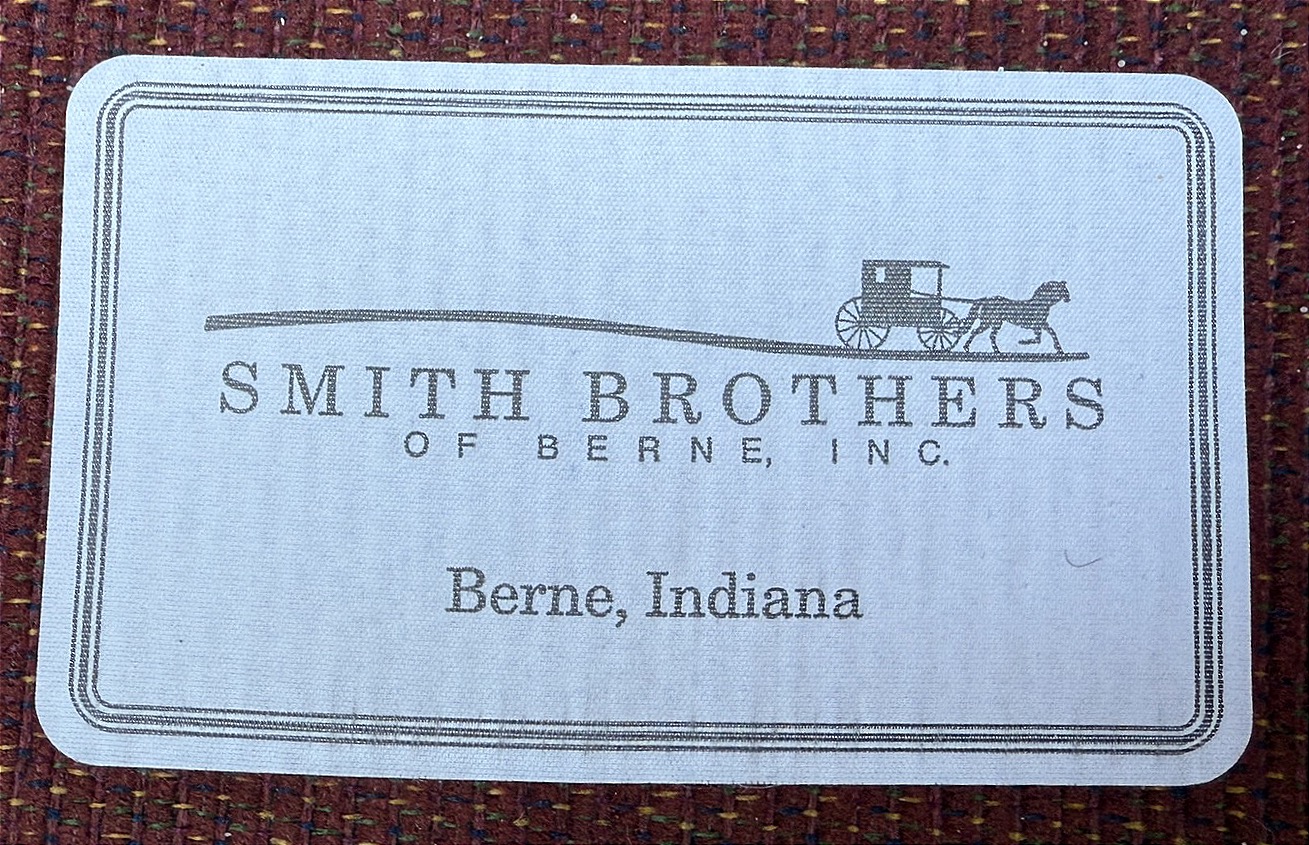 SMITH BROTHERS
OF BERNE, INC.
Berne, Indiana